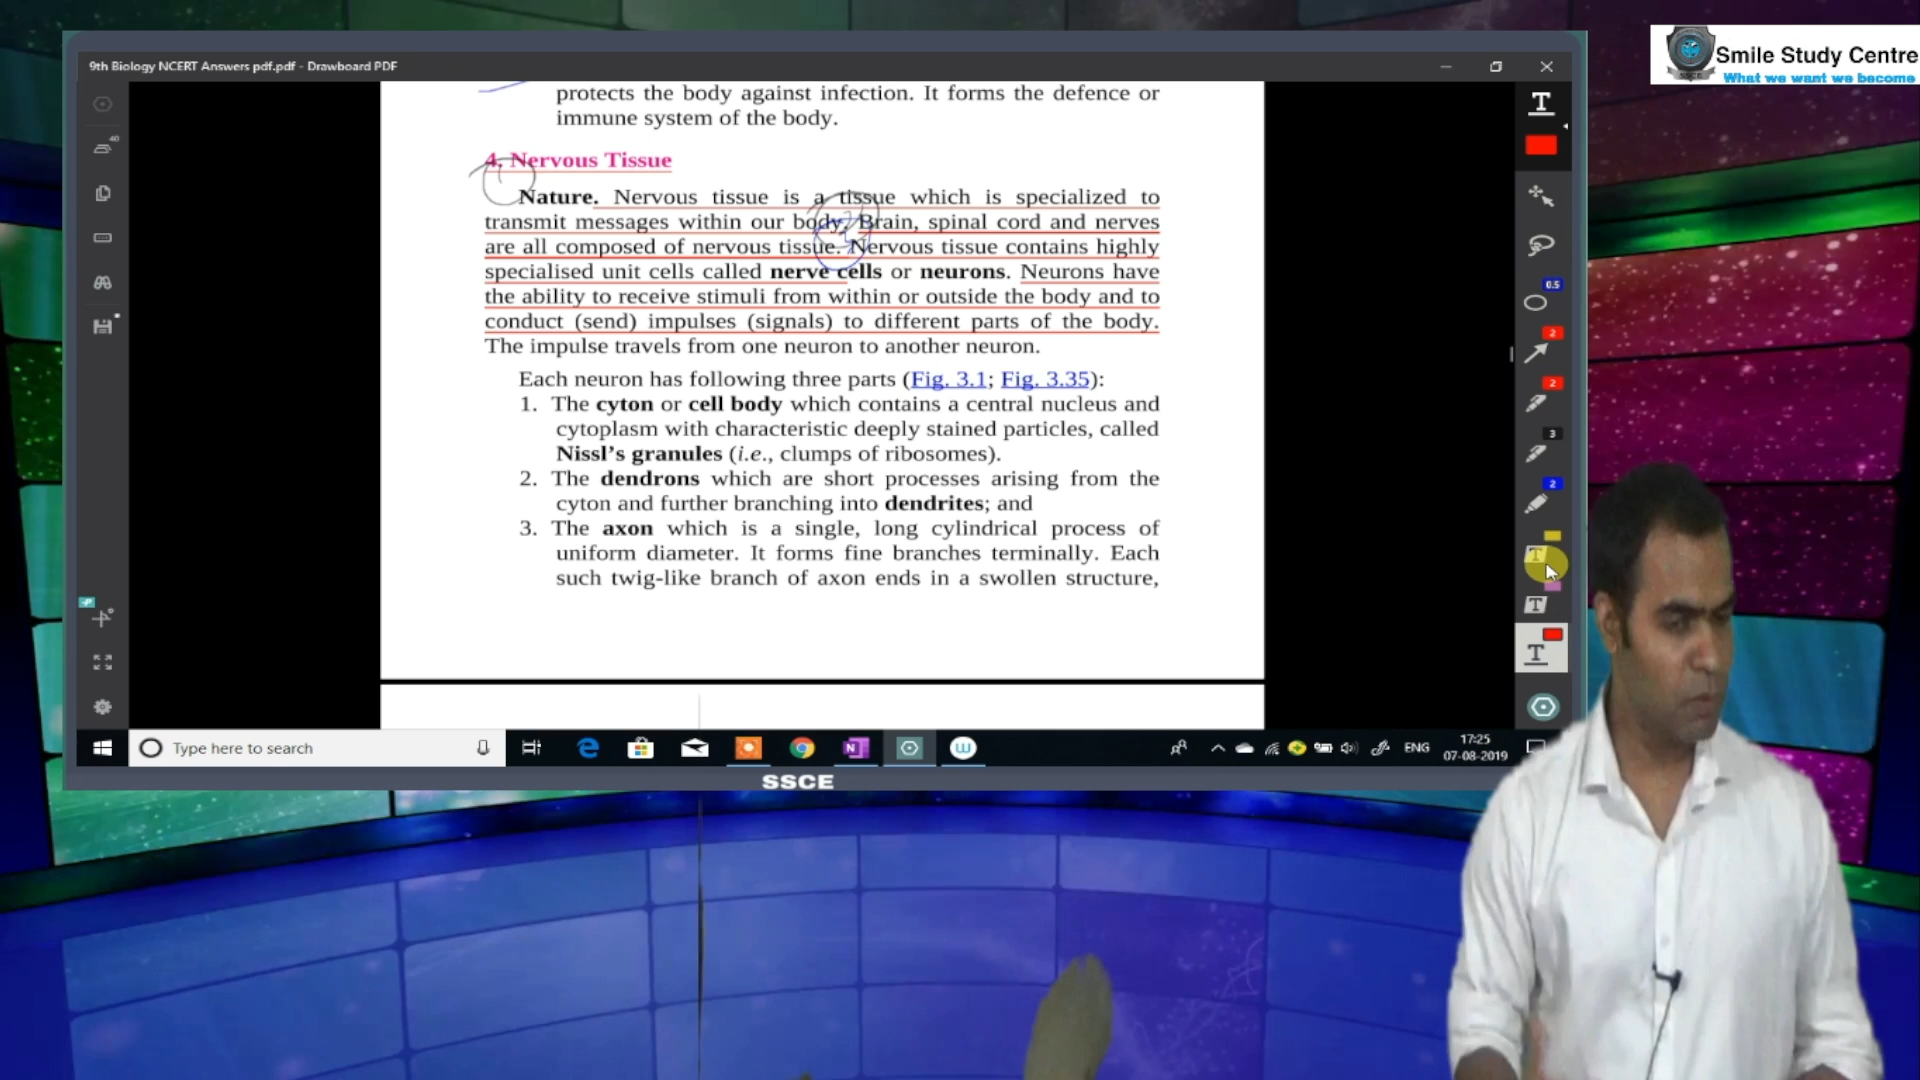 Smile Study Centre
What we want we become
9th Biology NCERT Answers pdf.pdf - Drawboard PDF
protects the body against infection. It forms the defence or
immune system of the body.
4. Nervous Tissue
Nature. Nervous tissue is a tissue which is specialized to
transmit messages within our body. Brain, spinal cord and nerves
are all composed of nervous tissue. Nervous tissue contains highly
specialised unit cells called nerve cells or neurons. Neurons have
the ability to receive stimuli from within or outside the body and to
conduct (send) impulses (signals) to different parts of the body.
The impulse travels from one neuron to another neuron.
Each neuron has following three parts (Fig. 3.1; Fig. 3.35):
1. The cyton or cell body which contains a central nucleus and
cytoplasm with characteristic deeply stained particles, called
Nissl's granules (i.e., clumps of ribosomes).
2. The dendrons which are short processes arising from the
cyton and further branching into dendrites; and
3. The axon which is a single, long cylindrical process of
uniform diameter. It forms fine branches terminally. Each
such twig-like branch of axon ends in a swollen structure,
40
T
0.5
2
2
3
2
T
T
T
Type here to search
ENG
17:25
07-08-2019
SSCE